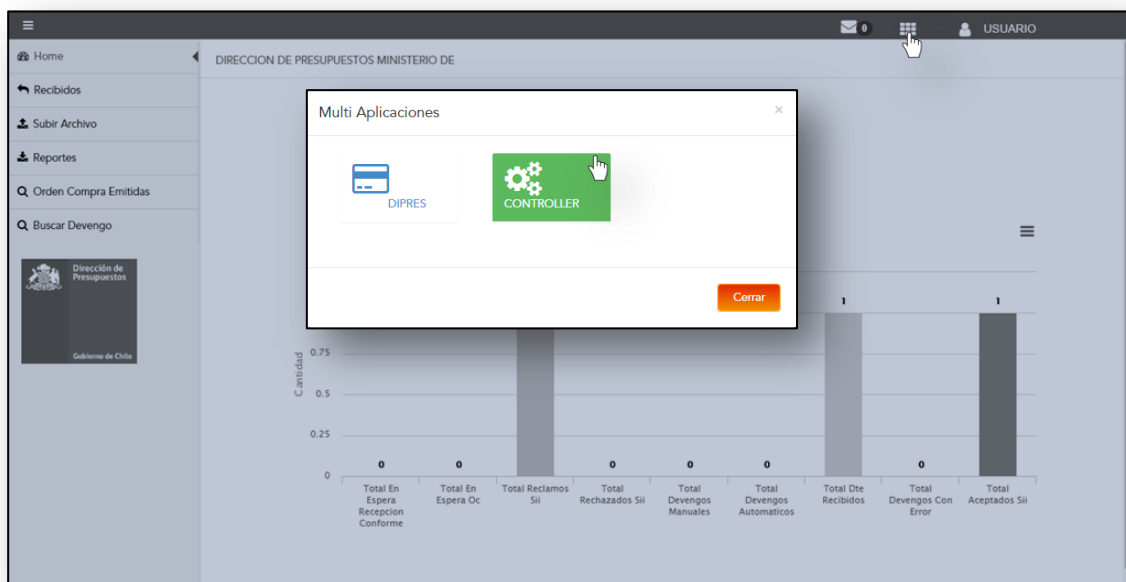 0
USUARIO
Home
DIRECCION DE PRESUPUESTOS MINISTERIO DE
Recibidos
Subir Archivo
Reportes
Orden Compra Emitidas
Buscar Devengo
Dirección de
Presupuestos
Gobierno de Chile
Multi Aplicaciones
×
DIPRES
CONTROLLER
Cerrar
1
1
Cantidad
0.75
0.5
0.25
0
0
0
0
0
0
0
Total En
Espera
Recepcion
Conforme
Total En
Espera Oc
Total Reclamos
Sii
Total
Rechazados Sii
Total
Devengos
Manuales
Total
Devengos
Automaticos
Total Dte
Recibidos
Total
Devengos Con
Error
Total
Aceptados Sii